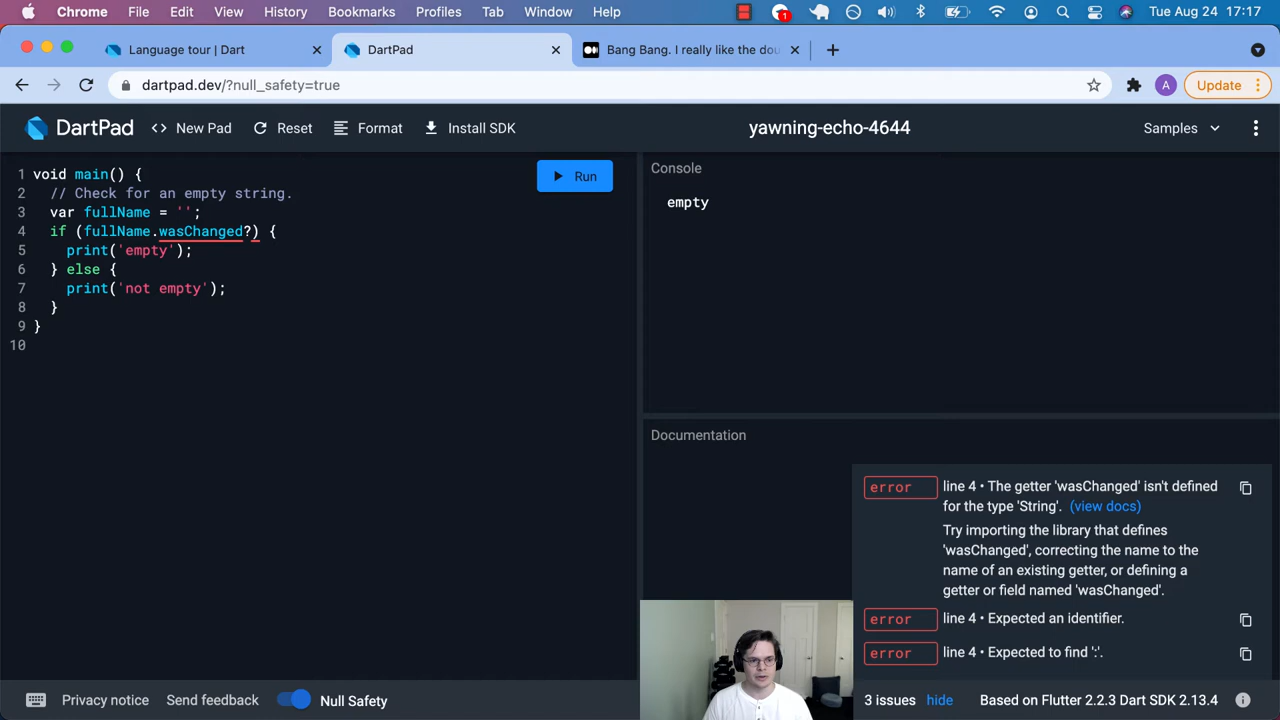 Chrome File Edit View History Bookmarks Profiles Tab Window Help 1 Tue Aug 24 17:17
Language tour | Dart DartPad Bang Bang. I really like the dou
dartpad.dev/?null_safety=true A Update
DartPad <> New Pad Reset Format Install SDK yawning-echo-4644 Samples
1 void main() {
2 // Check for an empty string.
3 var fullName = '';
4 if (fullName.wasChanged?) {
5 print('empty');
6 } else {
7 print('not empty');
8 }
9 }
10
Run
Console
empty
Documentation
error line 4 • The getter 'wasChanged' isn't defined
for the type 'String'. (view docs)
Try importing the library that defines
'wasChanged', correcting the name to the
name of an existing getter, or defining a
getter or field named 'wasChanged'.
error line 4 • Expected an identifier.
error line 4 • Expected to find ':'.
Privacy notice Send feedback Null Safety 3 issues hide Based on Flutter 2.2.3 Dart SDK 2.13.4